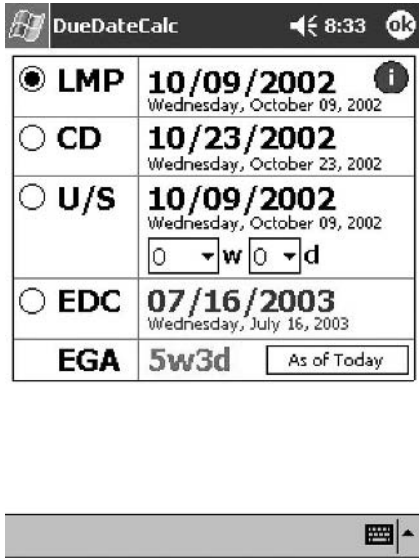 DueDateCalc 8:33 ok
LMP 10/09/2002 i
Wednesday, October 09, 2002
CD 10/23/2002
Wednesday, October 23, 2002
U/S 10/09/2002
Wednesday, October 09, 2002
0 w 0 d
EDC 07/16/2003
Wednesday, July 16, 2003
EGA 5w3d As of Today